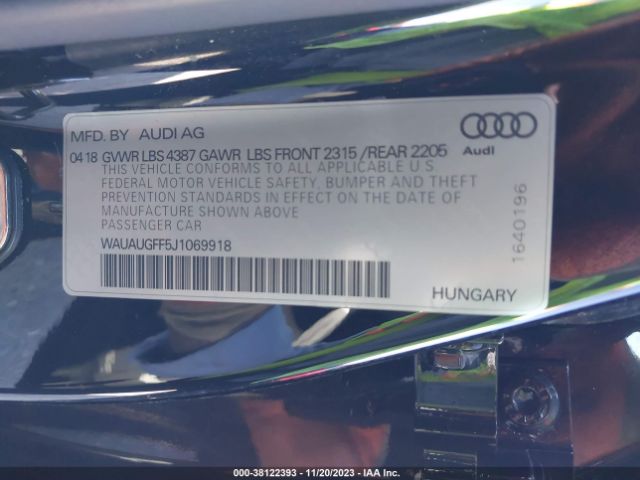 MFD. BY AUDI AG
Audi
04 18 GVWR LBS 4387 GAWR LBS FRONT 2315 /REAR 2205
THIS VEHICLE CONFORMS TO ALL APPLICABLE U.S.
FEDERAL MOTOR VEHICLE SAFETY, BUMPER AND THEFT
PREVENTION STANDARDS IN EFFECT ON THE DATE OF
MANUFACTURE SHOWN ABOVE
PASSENGER CAR
WAUAUGFF5J1069918
1640196
HUNGARY
000-38122393 - 11/20/2023 - IAA Inc.